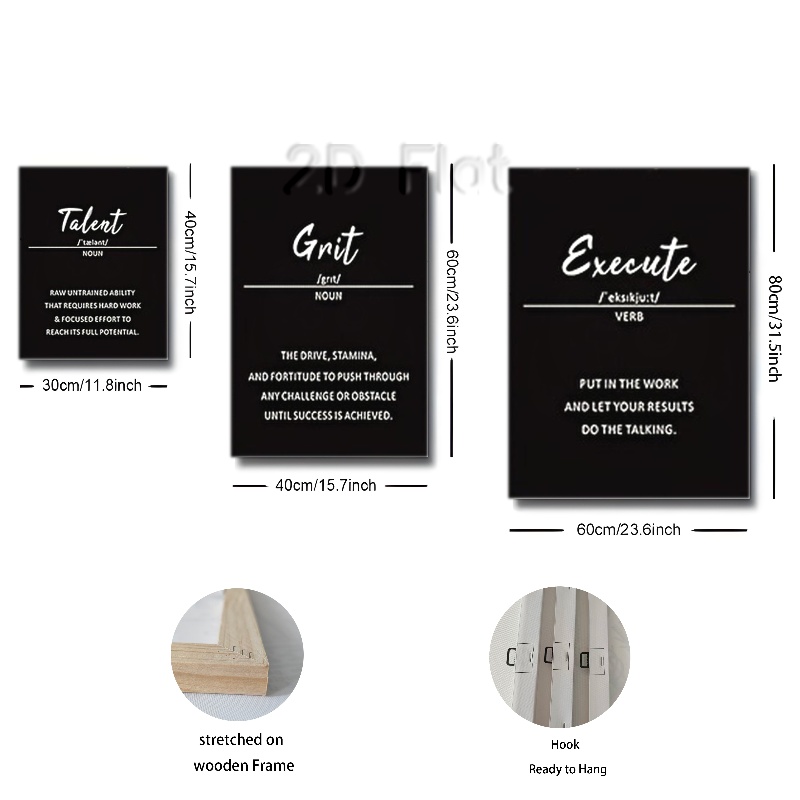 2D Flat
Talent
/ˈtælənt/
NOUN
RAW UNTRAINED ABILITY
THAT REQUIRES HARD WORK
& FOCUSED EFFORT TO
REACH ITS FULL POTENTIAL.
40cm/15.7inch
30cm/11.8inch
Grit
/grɪt/
NOUN
THE DRIVE, STAMINA,
AND FORTITUDE TO PUSH THROUGH
ANY CHALLENGE OR OBSTACLE
UNTIL SUCCESS IS ACHIEVED.
60cm/23.6inch
40cm/15.7inch
Execute
/ˈeksɪkjuːt/
VERB
PUT IN THE WORK
AND LET YOUR RESULTS
DO THE TALKING.
80cm/31.5inch
60cm/23.6inch
stretched on
wooden Frame
Hook
Ready to Hang